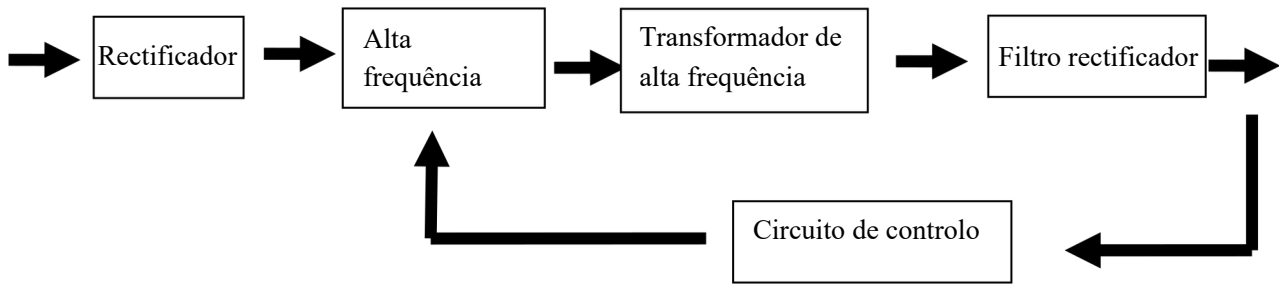 Rectificador
Alta
frequência
Transformador de
alta frequência
Filtro rectificador
Circuito de controlo